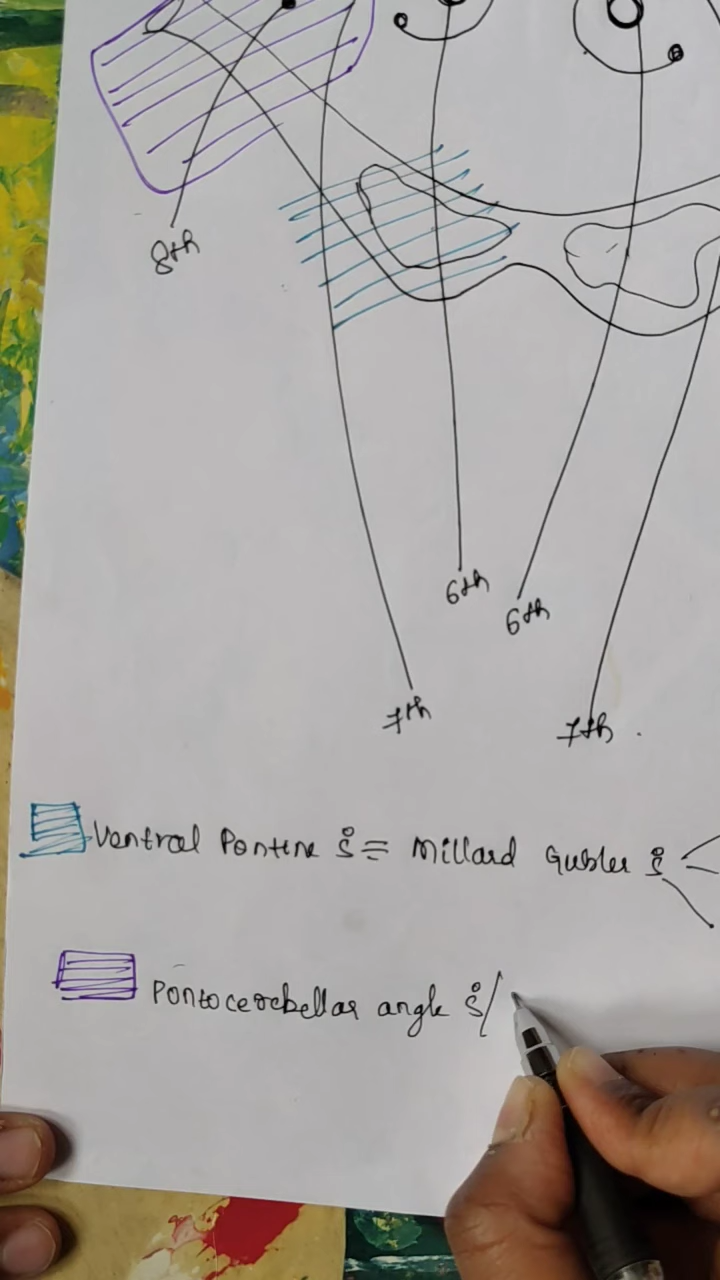 8th
6th
6th
7th
7th.
Ventral Pontine S° = Millard Gubler S°
Pontocerebellar angle S°/